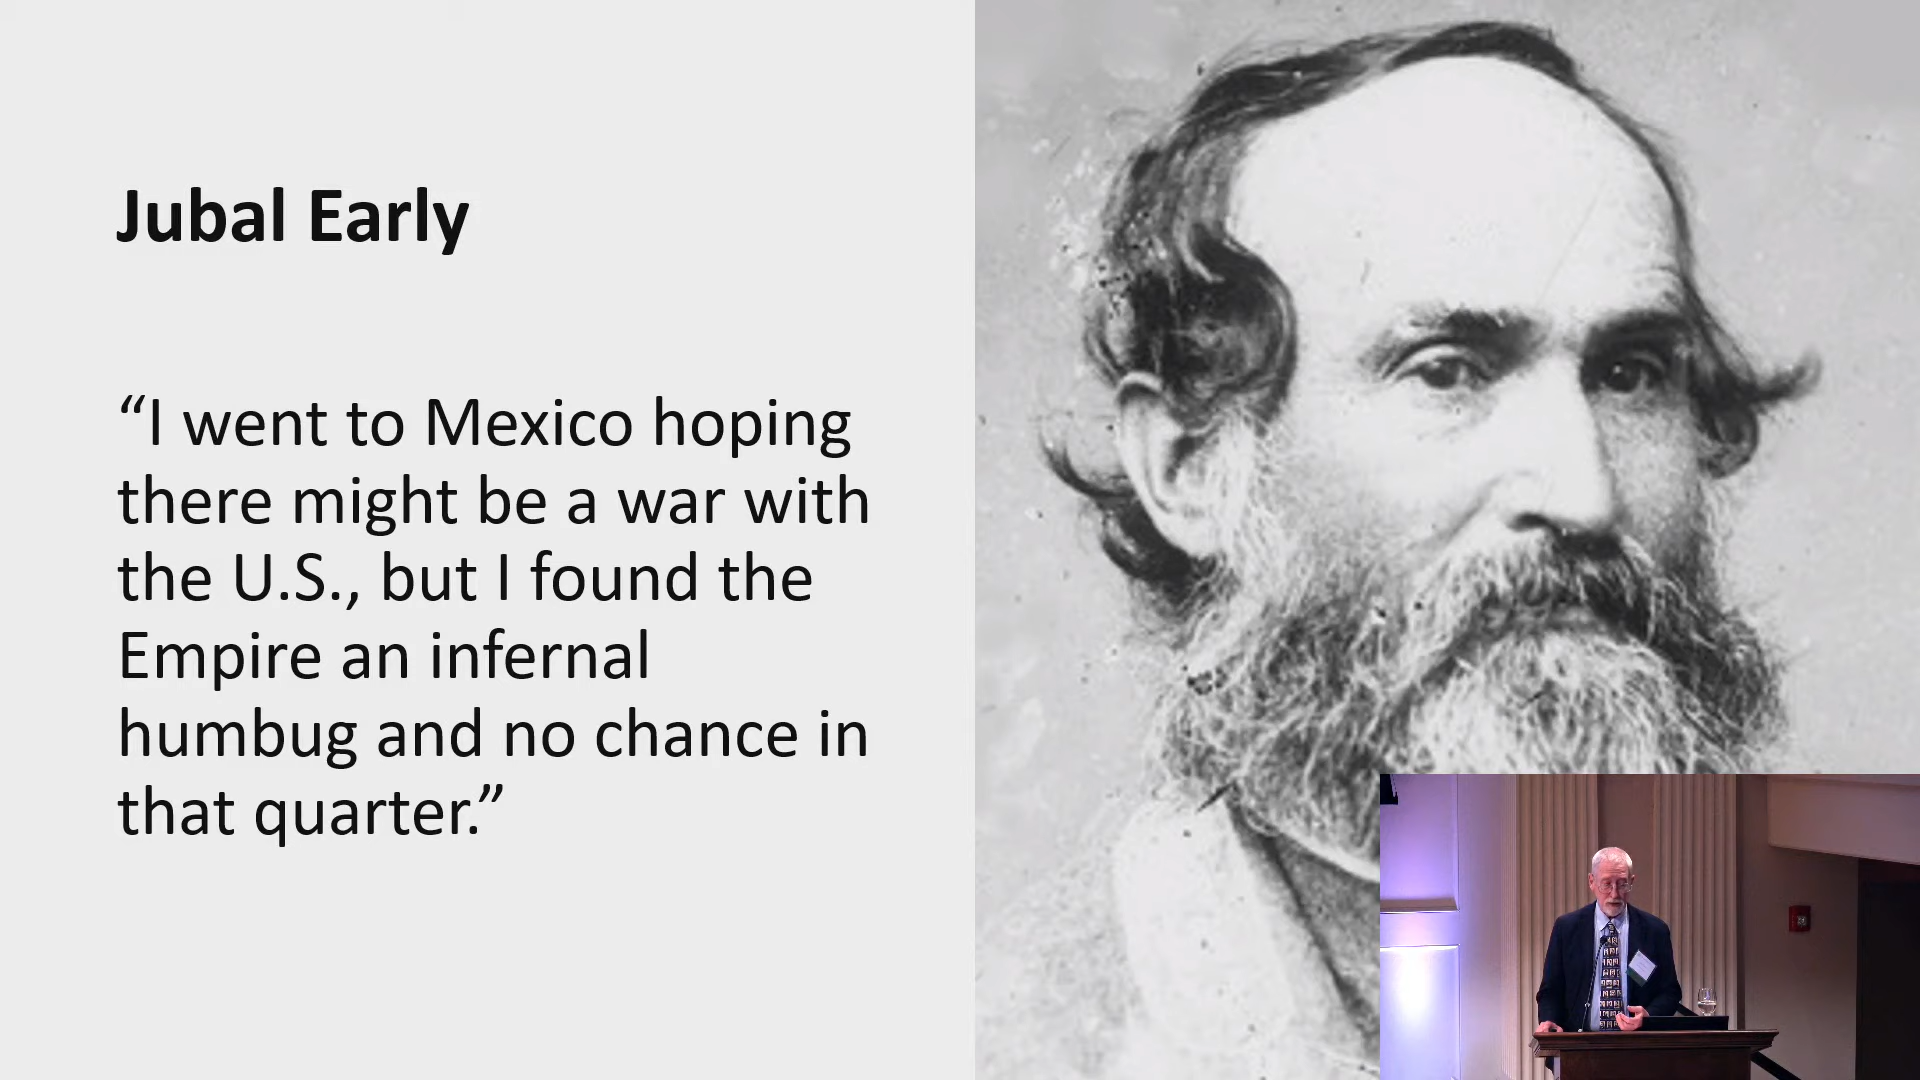 Jubal Early
“I went to Mexico hoping
there might be a war with
the U.S., but I found the
Empire an infernal
humbug and no chance in
that quarter.”